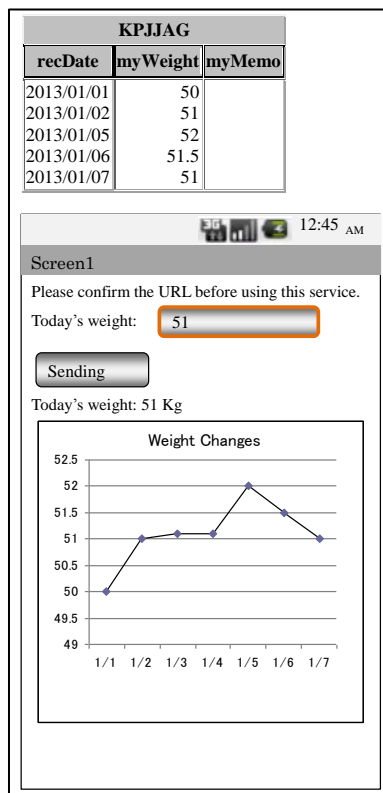 KPJJAG
recDate myWeight myMemo
2013/01/01 50
2013/01/02 51
2013/01/05 52
2013/01/06 51.5
2013/01/07 51
3G 12:45 AM
Screen1
Please confirm the URL before using this service.
Today's weight: 51
Sending
Today's weight: 51 Kg
Weight Changes
52.5
52
51.5
51
50.5
50
49.5
49
1/1 1/2 1/3 1/4 1/5 1/6 1/7